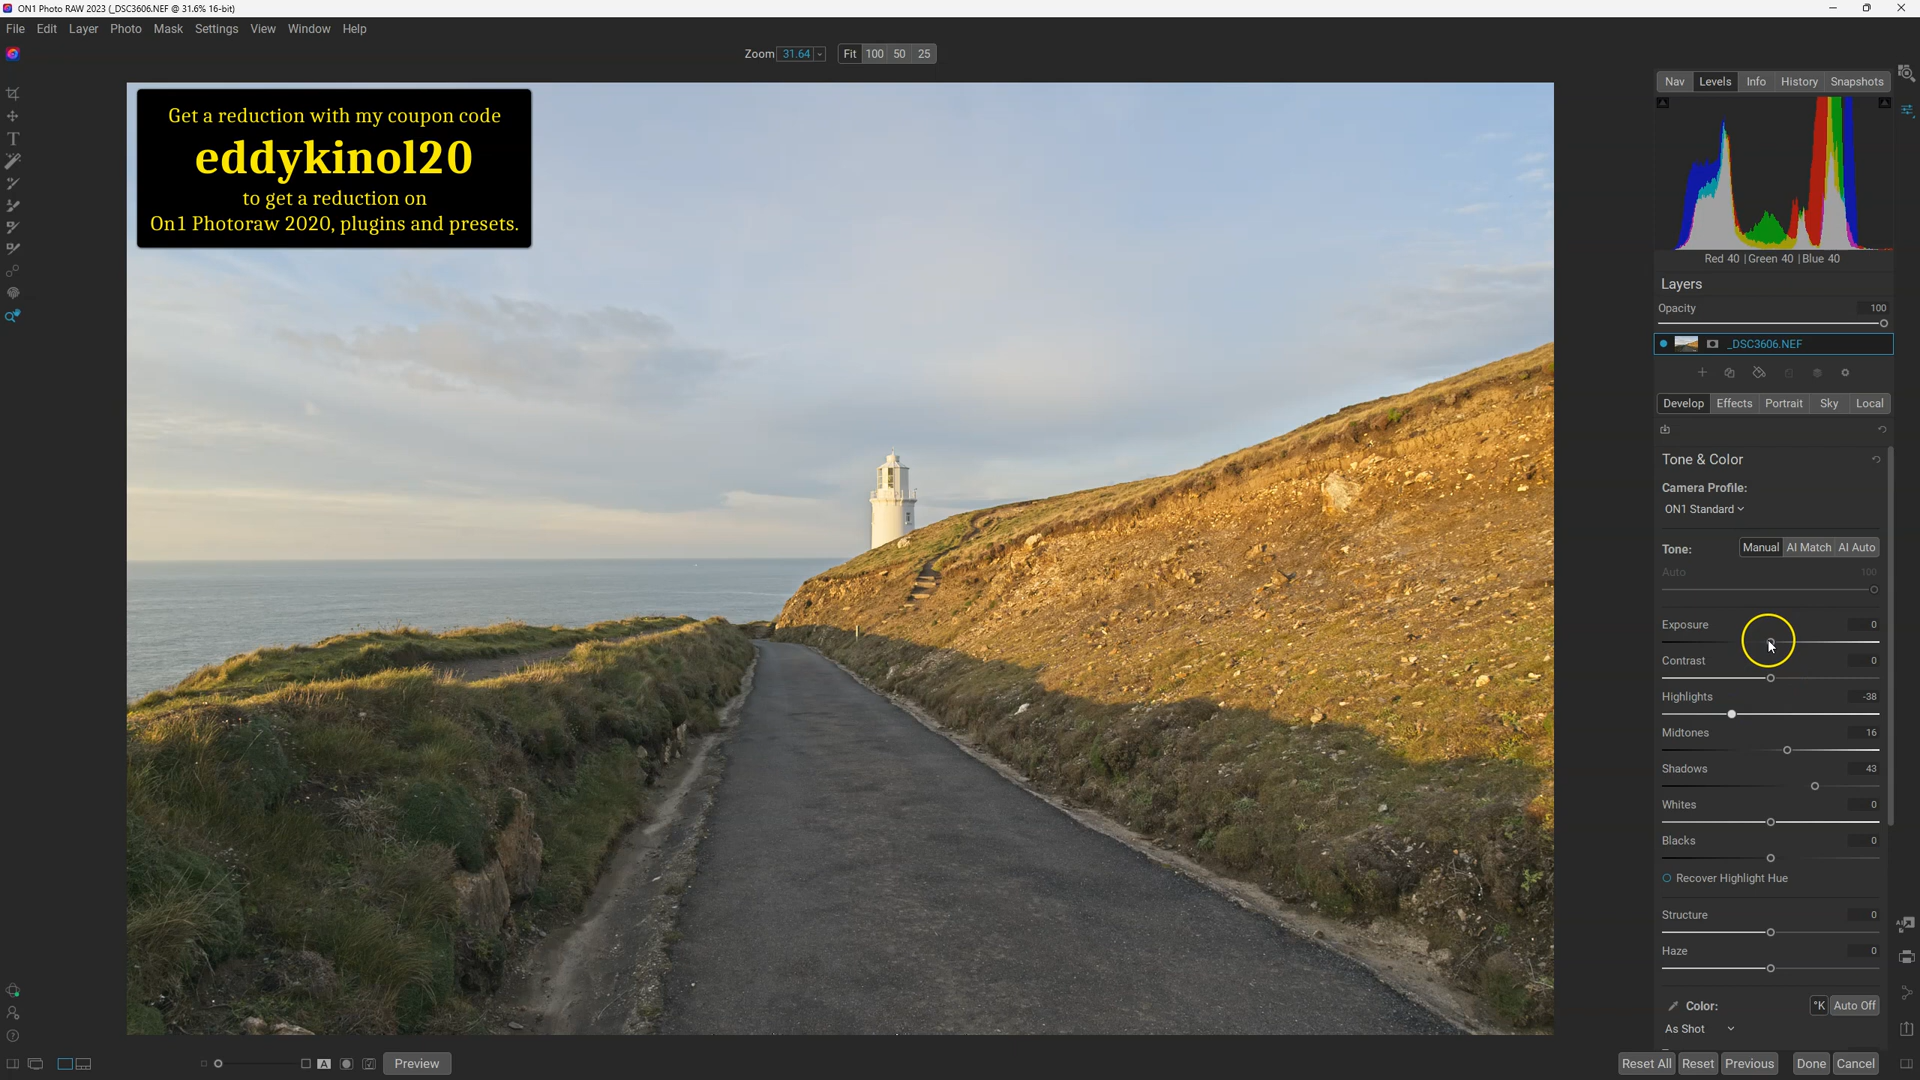 ON1 Photo RAW 2023 (_DSC3606.NEF @ 31.6% 16-bit)
File Edit Layer Photo Mask Settings View Window Help
Zoom 31.64 Fit 100 50 25
Get a reduction with my coupon code
eddykinol20
to get a reduction on
On1 Photoraw 2020, plugins and presets.
Nav Levels Info History Snapshots
Red 40 | Green 40 | Blue 40
Layers
Opacity 100
_DSC3606.NEF
Develop Effects Portrait Sky Local
Tone & Color
Camera Profile:
ON1 Standard
Tone: Manual AI Match AI Auto
Auto 100
Exposure 0
Contrast 0
Highlights -38
Midtones 16
Shadows 43
Whites 0
Blacks 0
Recover Highlight Hue
Structure 0
Haze 0
Color: °K Auto Off
As Shot
A Preview Reset All Reset Previous Done Cancel